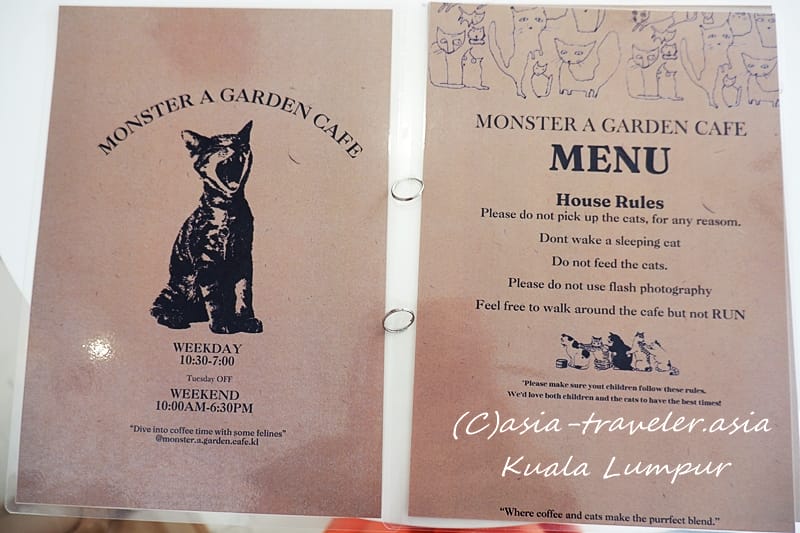 MONSTER A GARDEN CAFE
WEEKDAY
10:30-7:00
Tuesday OFF
WEEKEND
10:00AM-6:30PM
"Dive into coffee time with some felines"
@monster.a.garden.cafe.kl
MONSTER A GARDEN CAFE
MENU
House Rules
Please do not pick up the cats, for any reasom.
Dont wake a sleeping cat
Do not feed the cats.
Please do not use flash photography
Feel free to walk around the cafe but not RUN
*Please make sure yout children follow these rules.
We'd love both children and the cats to have the best times!
(C)asia-traveler.asia
Kuala Lumpur
"Where coffee and cats make the purrfect blend."